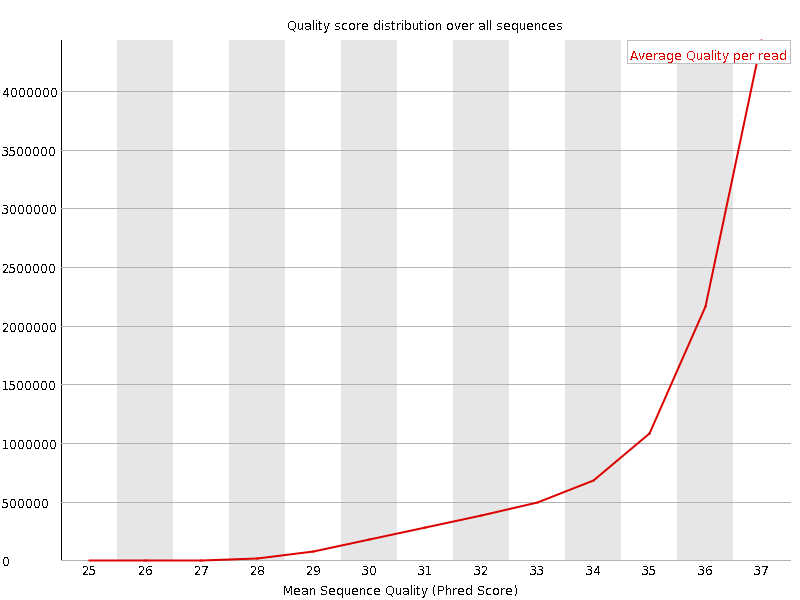 Quality score distribution over all sequences
Average Quality per read
4000000
3500000
3000000
2500000
2000000
1500000
1000000
500000
0
25 26 27 28 29 30 31 32 33 34 35 36 37
Mean Sequence Quality (Phred Score)